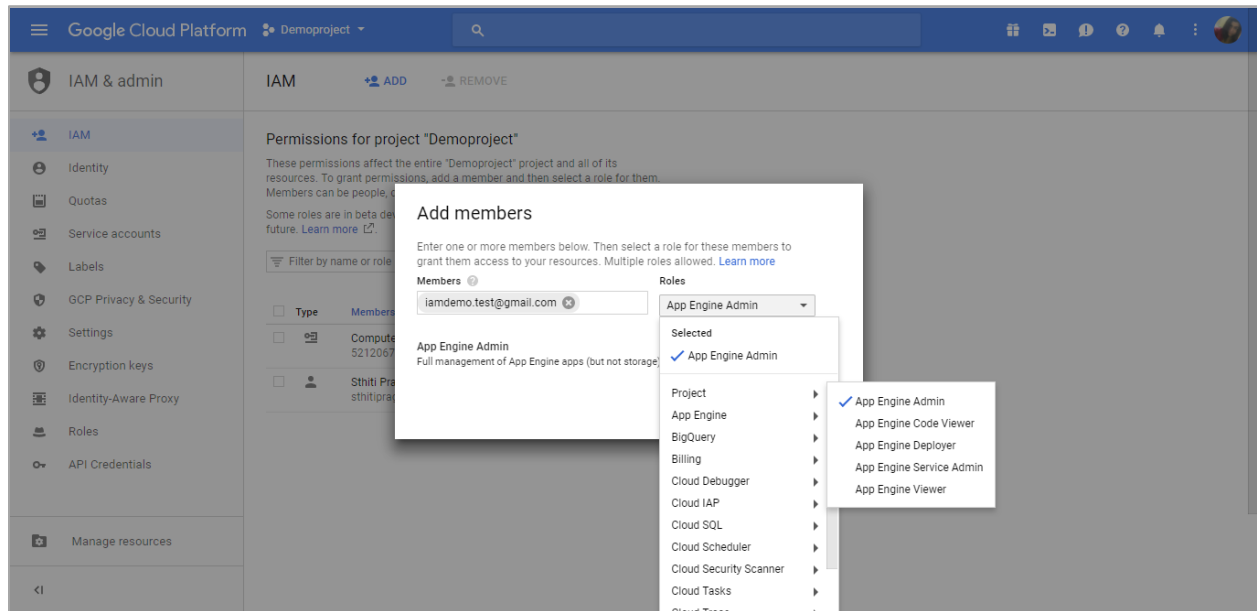 Google Cloud Platform
Demoproject
IAM & admin
IAM
Identity
Quotas
Service accounts
Labels
GCP Privacy & Security
Settings
Encryption keys
Identity-Aware Proxy
Roles
API Credentials
Manage resources
IAM
ADD
REMOVE
Permissions for project "Demoproject"
These permissions affect the entire "Demoproject" project and all of its
resources. To grant permissions, add a member and then select a role for them.
Members can be people,
Some roles are in beta
future. Learn more
Filter by name or role
Type Members
Compute
5212067
Sthiti
Add members
Enter one or more members below. Then select a role for these members to
grant them access to your resources. Multiple roles allowed. Learn more
Members
Roles
iamdemo.test@gmail.com
App Engine Admin
App Engine Admin
Full management of App Engine apps (but not storage)
Selected
App Engine Admin
Project
App Engine
BigQuery
Billing
Cloud Debugger
Cloud IAP
Cloud SQL
Cloud Scheduler
Cloud Security Scanner
Cloud Tasks
Cloud Trace
App Engine Admin
App Engine Code Viewer
App Engine Deployer
App Engine Service Admin
App Engine Viewer